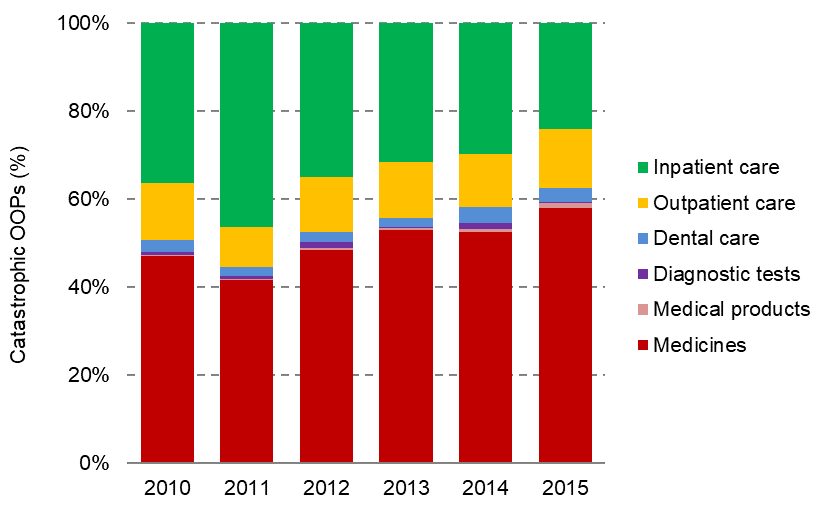 100%
80%
60%
40%
20%
0%
Catastrophic OOPs (%)
2010 2011 2012 2013 2014 2015
Inpatient care
Outpatient care
Dental care
Diagnostic tests
Medical products
Medicines